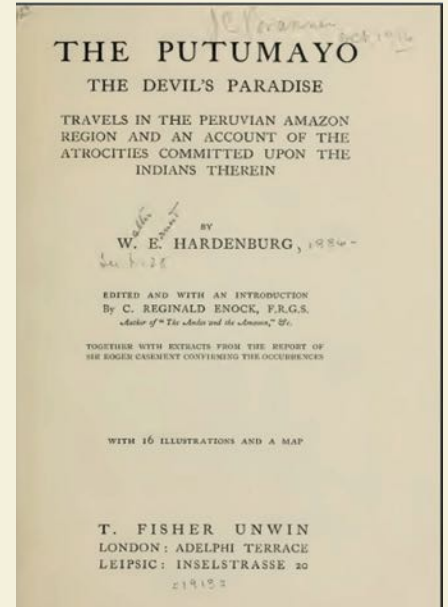 THE PUTUMAYO
THE DEVIL'S PARADISE
TRAVELS IN THE PERUVIAN AMAZON
REGION AND AN ACCOUNT OF THE
ATROCITIES COMMITTED UPON THE
INDIANS THEREIN
BY
W. E. HARDENBURG, 1886-
EDITED AND WITH AN INTRODUCTION
By C. REGINALD ENOCK, F.R.G.S.
Author of "The Andes and the Amazon," &c.
TOGETHER WITH EXTRACTS FROM THE REPORT OF
SIR ROGER CASEMENT CONFIRMING THE OCCURRENCES
WITH 16 ILLUSTRATIONS AND A MAP
T. FISHER UNWIN
LONDON: ADELPHI TERRACE
LEIPSIC: INSELSTRASSE 20